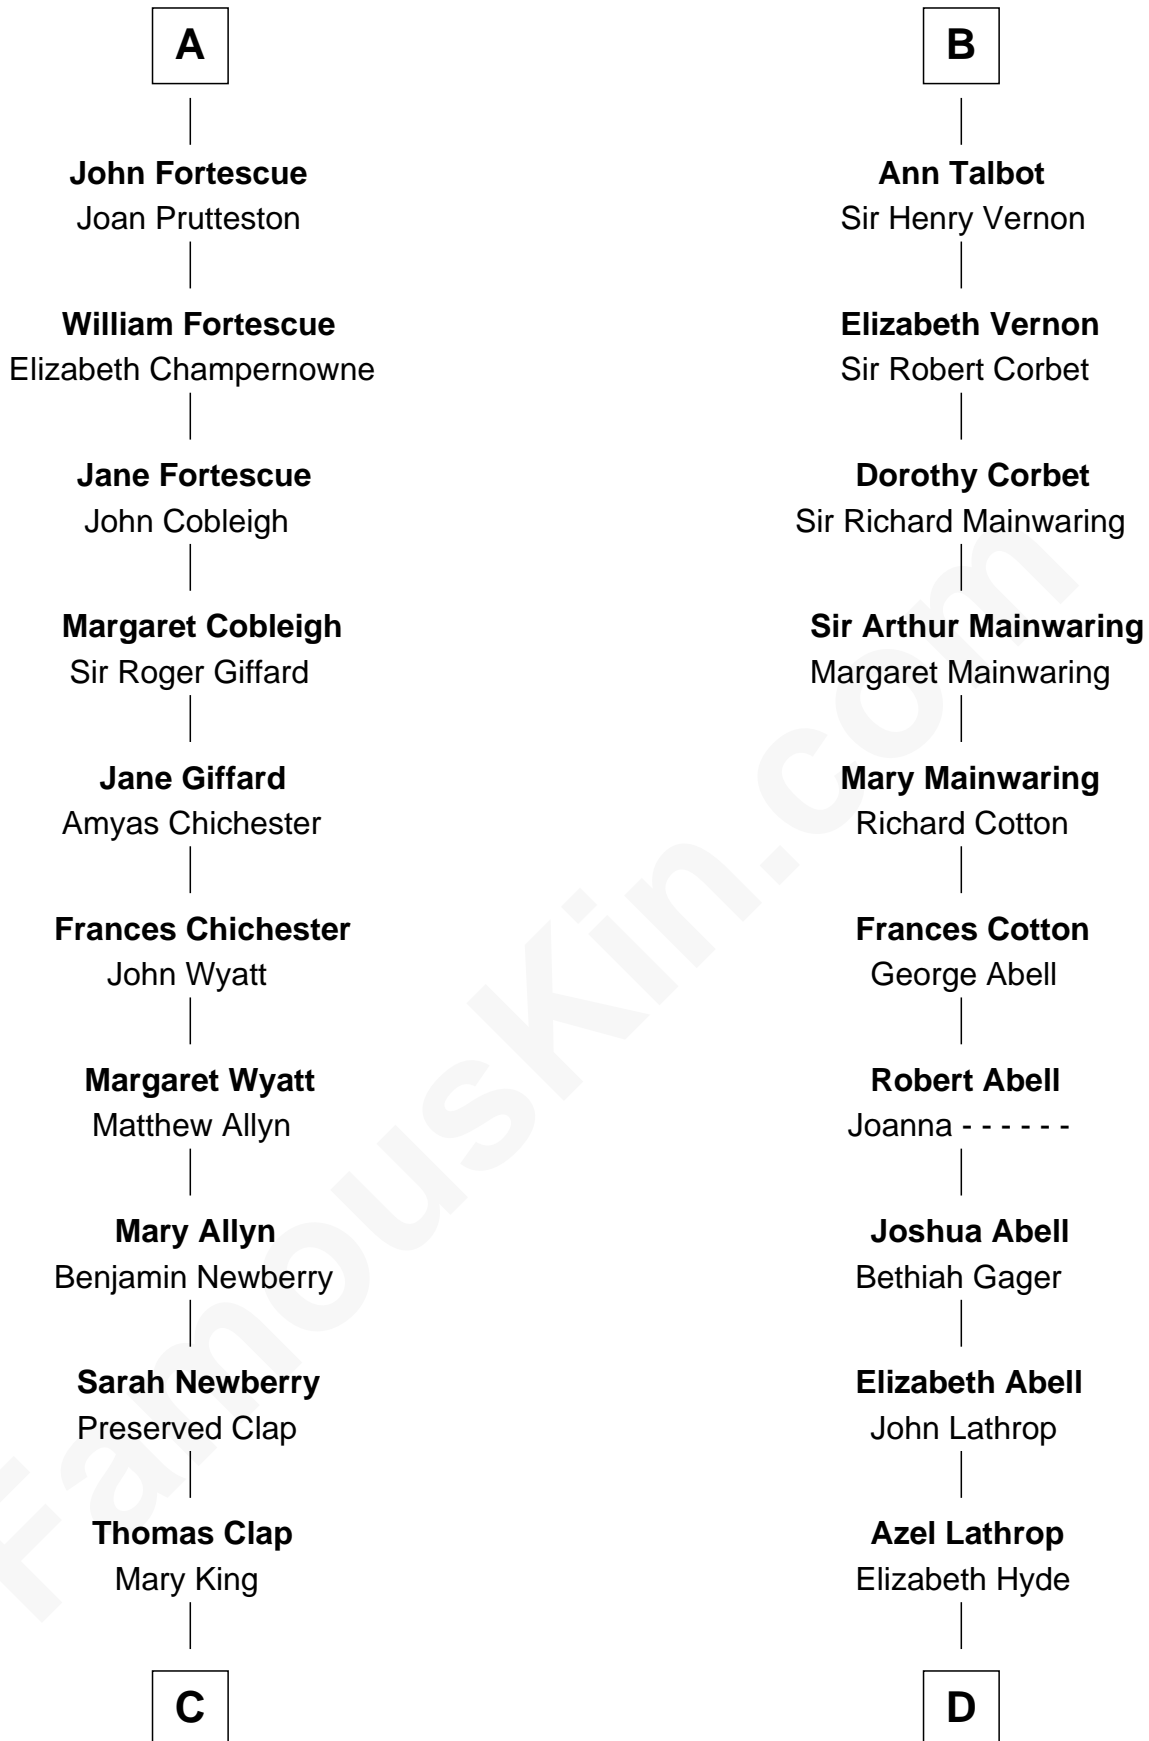 A
John Fortescue
Joan Prutteston
William Fortescue
Elizabeth Champernowne
Jane Fortescue
John Cobleigh
Margaret Cobleigh
Sir Roger Giffard
Jane Giffard
Amyas Chichester
Frances Chichester
John Wyatt
Margaret Wyatt
Matthew Allyn
Mary Allyn
Benjamin Newberry
Sarah Newberry
Preserved Clap
Thomas Clap
Mary King
C
B
Ann Talbot
Sir Henry Vernon
Elizabeth Vernon
Sir Robert Corbet
Dorothy Corbet
Sir Richard Mainwaring
Sir Arthur Mainwaring
Margaret Mainwaring
Mary Mainwaring
Richard Cotton
Frances Cotton
George Abell
Robert Abell
Joanna - - - - - -
Joshua Abell
Bethiah Gager
Elizabeth Abell
John Lathrop
Azel Lathrop
Elizabeth Hyde
D
FamousKin.com